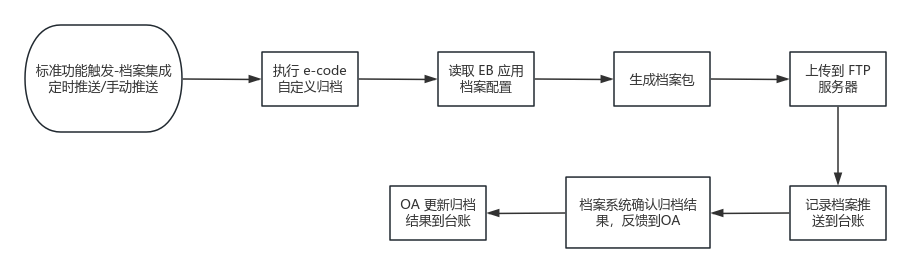 标准功能触发-档案集成
定时推送/手动推送
执行 e-code
自定义归档
读取 EB 应用
档案配置
生成档案包
上传到 FTP
服务器
记录档案推
送到台账
档案系统确认归档结
果，反馈到OA
OA 更新归档
结果到台账